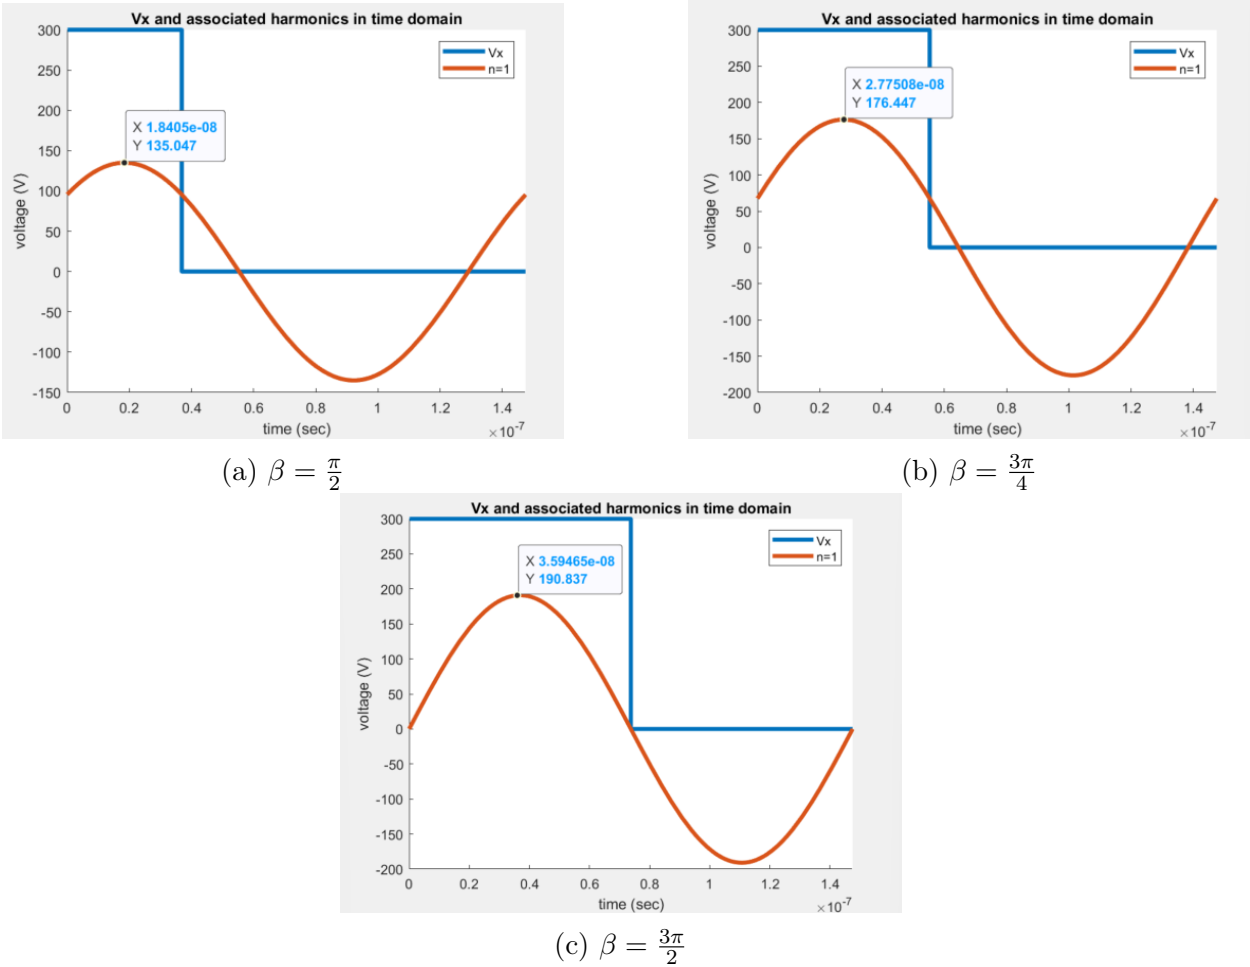 Vx and associated harmonics in time domain
300
250
200
150
100
50
0
-50
-100
-150
voltage (V)
Vx
n=1
X 1.8405e-08
Y 135.047
0 0.2 0.4 0.6 0.8 1 1.2 1.4
time (sec)
×10⁻⁷
(a) β = π/2
Vx and associated harmonics in time domain
300
250
200
150
100
50
0
-50
-100
-150
-200
voltage (V)
Vx
n=1
X 2.77508e-08
Y 176.447
0 0.2 0.4 0.6 0.8 1 1.2 1.4
time (sec)
×10⁻⁷
(b) β = 3π/4
Vx and associated harmonics in time domain
300
250
200
150
100
50
0
-50
-100
-150
-200
voltage (V)
Vx
n=1
X 3.59465e-08
Y 190.837
0 0.2 0.4 0.6 0.8 1 1.2 1.4
time (sec)
×10⁻⁷
(c) β = 3π/2